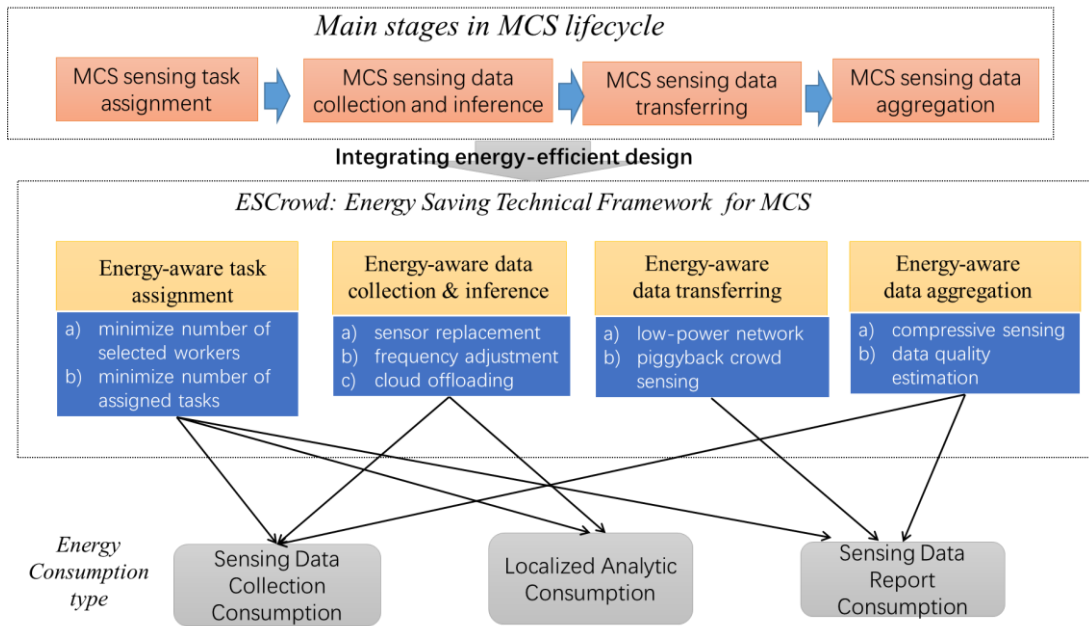 Main stages in MCS lifecycle
MCS sensing task
assignment
MCS sensing data
collection and inference
MCS sensing data
transferring
MCS sensing data
aggregation
Integrating energy-efficient design
ESCrowd: Energy Saving Technical Framework for MCS
Energy-aware task
assignment
a) minimize number of
selected workers
b) minimize number of
assigned tasks
Energy-aware data
collection & inference
a) sensor replacement
b) frequency adjustment
c) cloud offloading
Energy-aware
data transferring
a) low-power network
b) piggyback crowd
sensing
Energy-aware
data aggregation
a) compressive sensing
b) data quality
estimation
Energy
Consumption
type
Sensing Data
Collection
Consumption
Localized Analytic
Consumption
Sensing Data
Report
Consumption